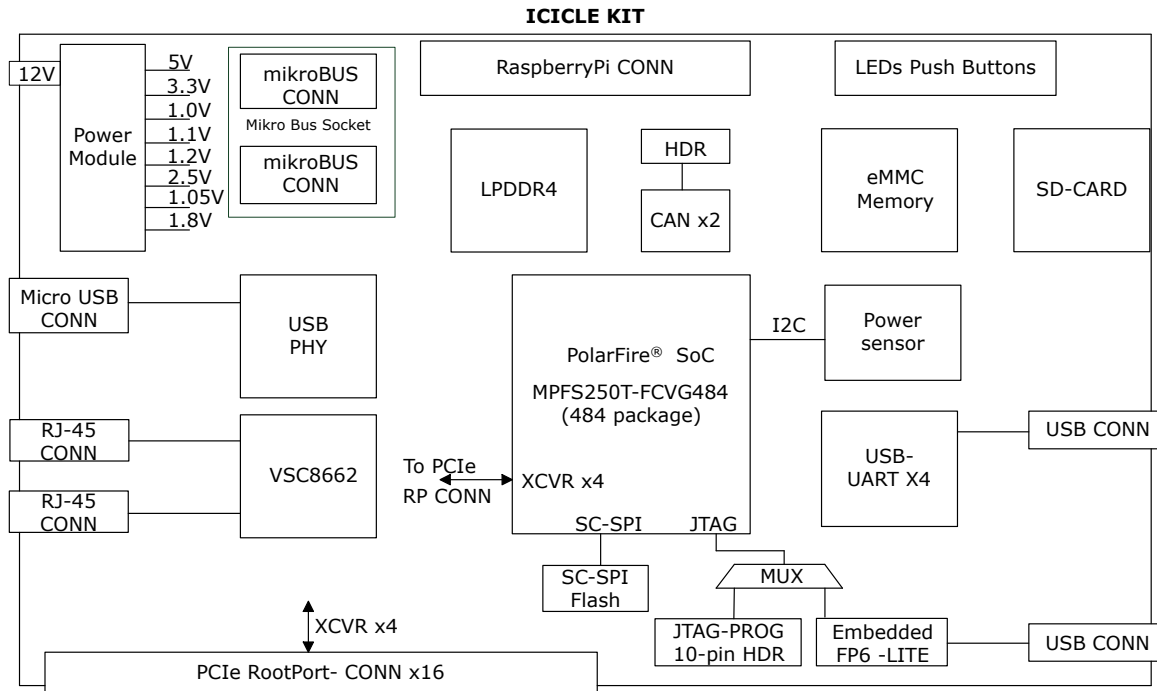 ICICLE KIT
12V
Power
Module
5V
3.3V
1.0V
1.1V
1.2V
2.5V
1.05V
1.8V
mikroBUS
CONN
Mikro Bus Socket
mikroBUS
CONN
RaspberryPi CONN
LEDs Push Buttons
LPDDR4
HDR
CAN x2
eMMC
Memory
SD-CARD
Micro USB
CONN
USB
PHY
PolarFire® SoC
MPFS250T-FCVG484
(484 package)
I2C
Power
sensor
RJ-45
CONN
RJ-45
CONN
VSC8662
To PCIe
RP CONN
XCVR x4
SC-SPI
JTAG
USB-
UART X4
USB CONN
SC-SPI
Flash
MUX
JTAG-PROG
10-pin HDR
Embedded
FP6 -LITE
USB CONN
XCVR x4
PCIe RootPort- CONN x16